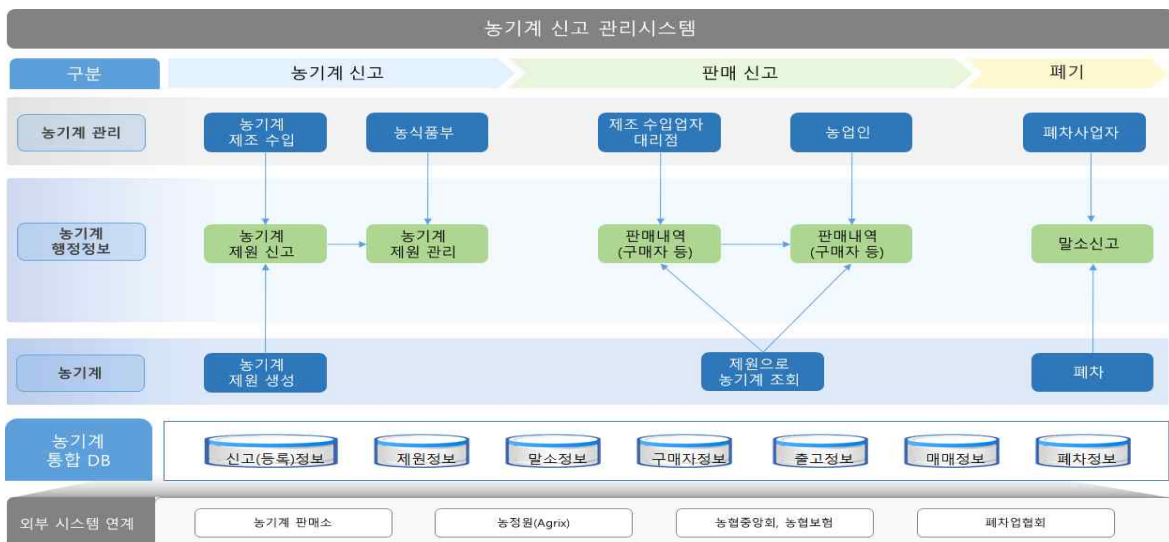 농기계 신고 관리시스템
구분
농기계 신고
판매 신고
폐기
농기계 관리
농기계
제조 수입
농식품부
제조 수입업자
대리점
농업인
폐차사업자
농기계
행정정보
농기계
제원 신고
농기계
제원 관리
판매내역
(구매자 등)
판매내역
(구매자 등)
말소신고
농기계
농기계
제원 생성
제원으로
농기계 조회
폐차
농기계
통합 DB
신고(등록)정보
제원정보
말소정보
구매자정보
출고정보
매매정보
폐차정보
외부 시스템 연계
농기계 판매소
농정원(Agrix)
농협중앙회, 농협보험
폐차업협회